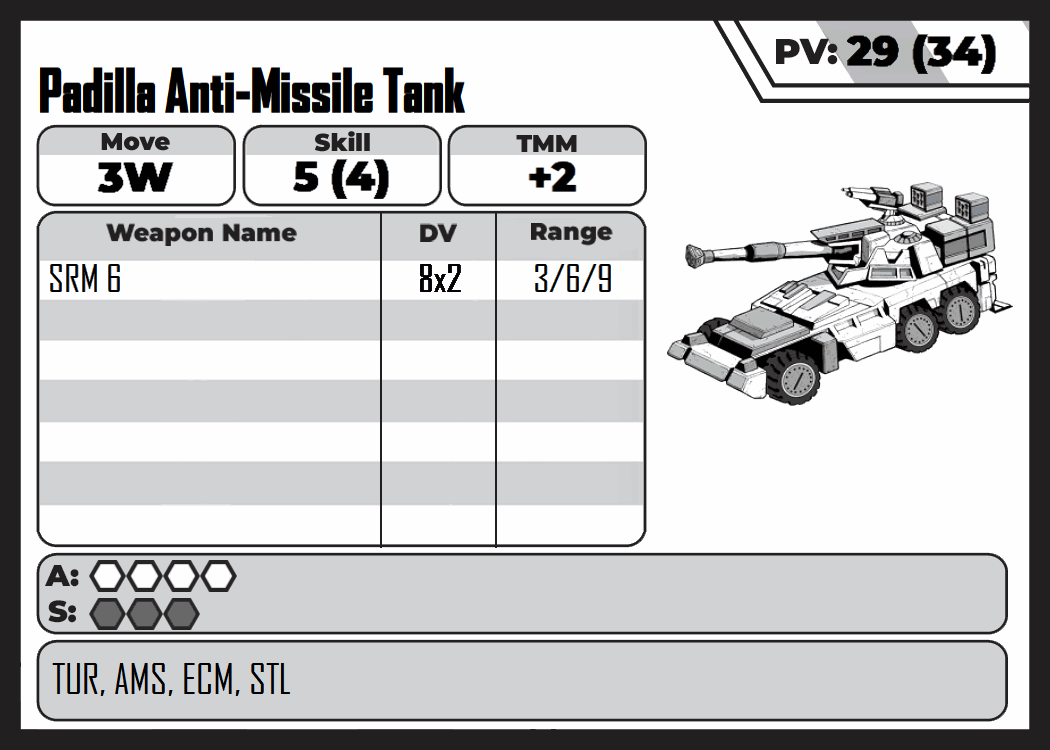 PV: 29 (34)
Padilla Anti-Missile Tank
Move Skill TMM
3W 5 (4) +2
Weapon Name DV Range
SRM 6 8x2 3/6/9
A:
S:
TUR, AMS, ECM, STL